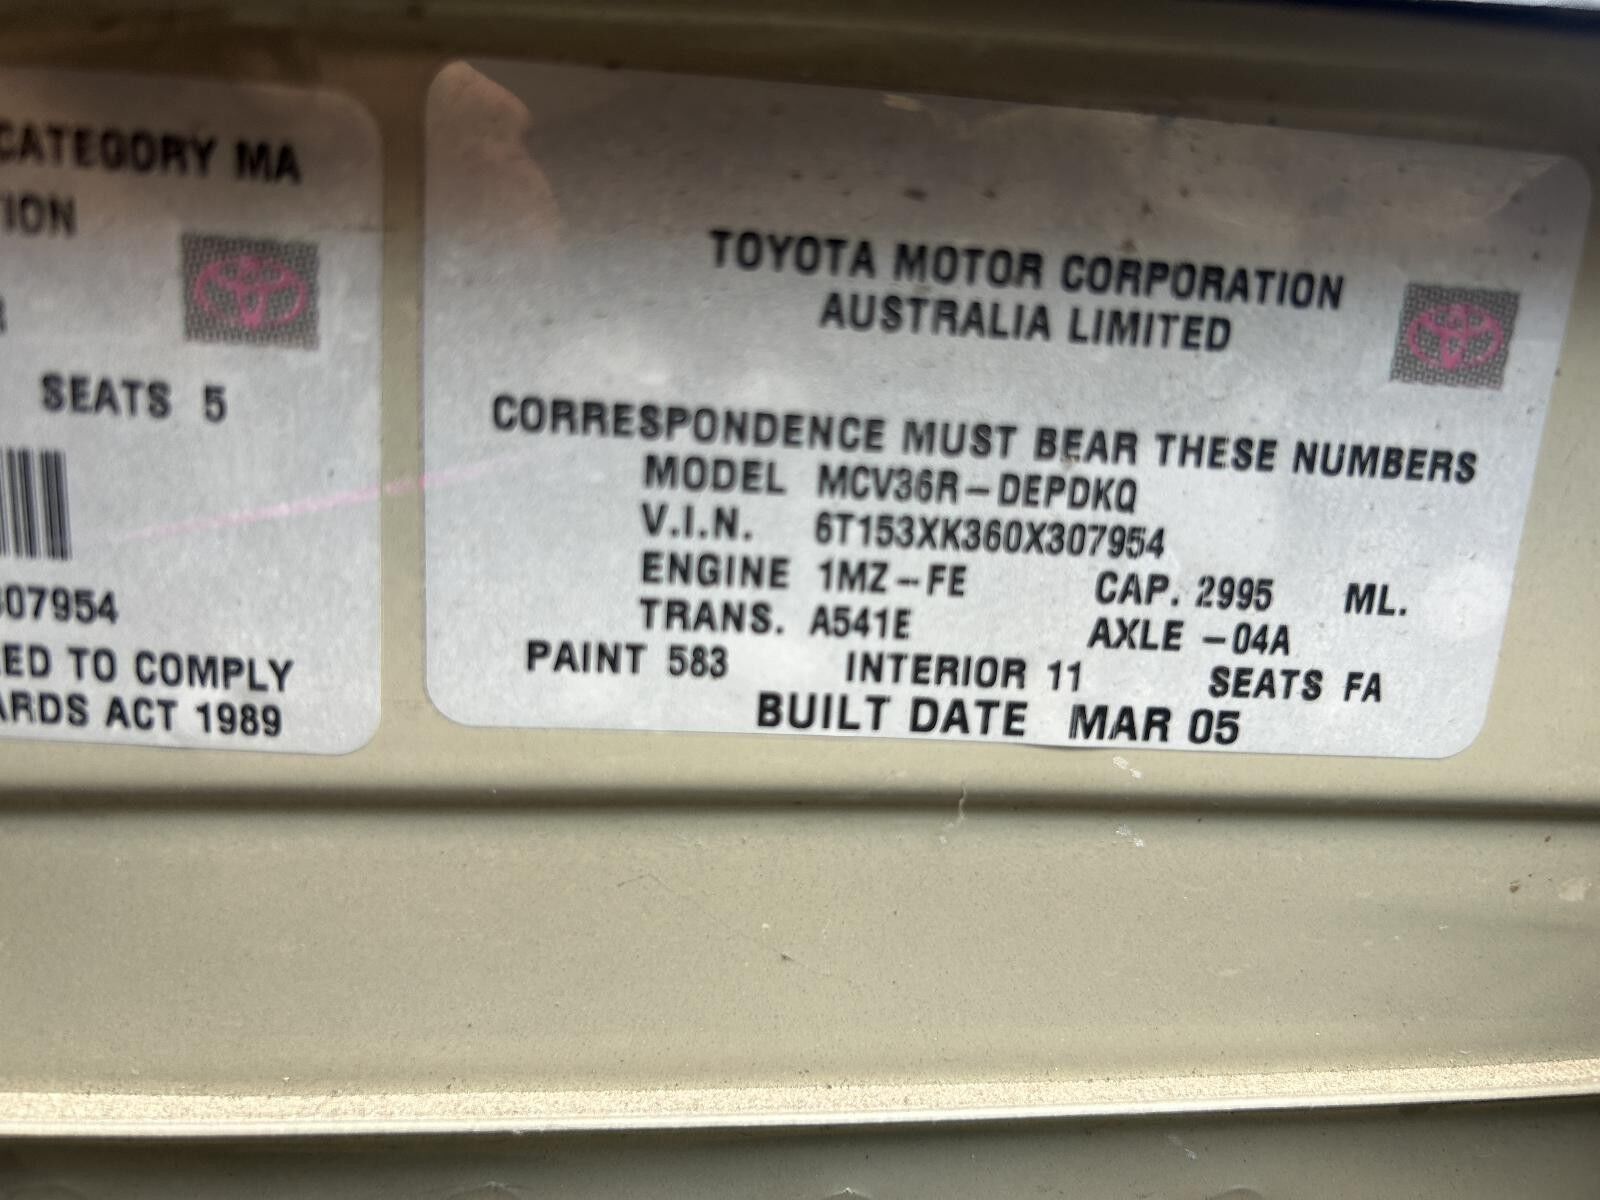 CATEGORY MA
TION
R
SEATS 5
307954
ED TO COMPLY
ARDS ACT 1989
TOYOTA MOTOR CORPORATION
AUSTRALIA LIMITED
CORRESPONDENCE MUST BEAR THESE NUMBERS
MODEL MCV36R-DEPDKQ
V.I.N. 6T153XK360X307954
ENGINE 1MZ-FE CAP. 2995 ML.
TRANS. A541E AXLE -04A
PAINT 583 INTERIOR 11 SEATS FA
BUILT DATE MAR 05